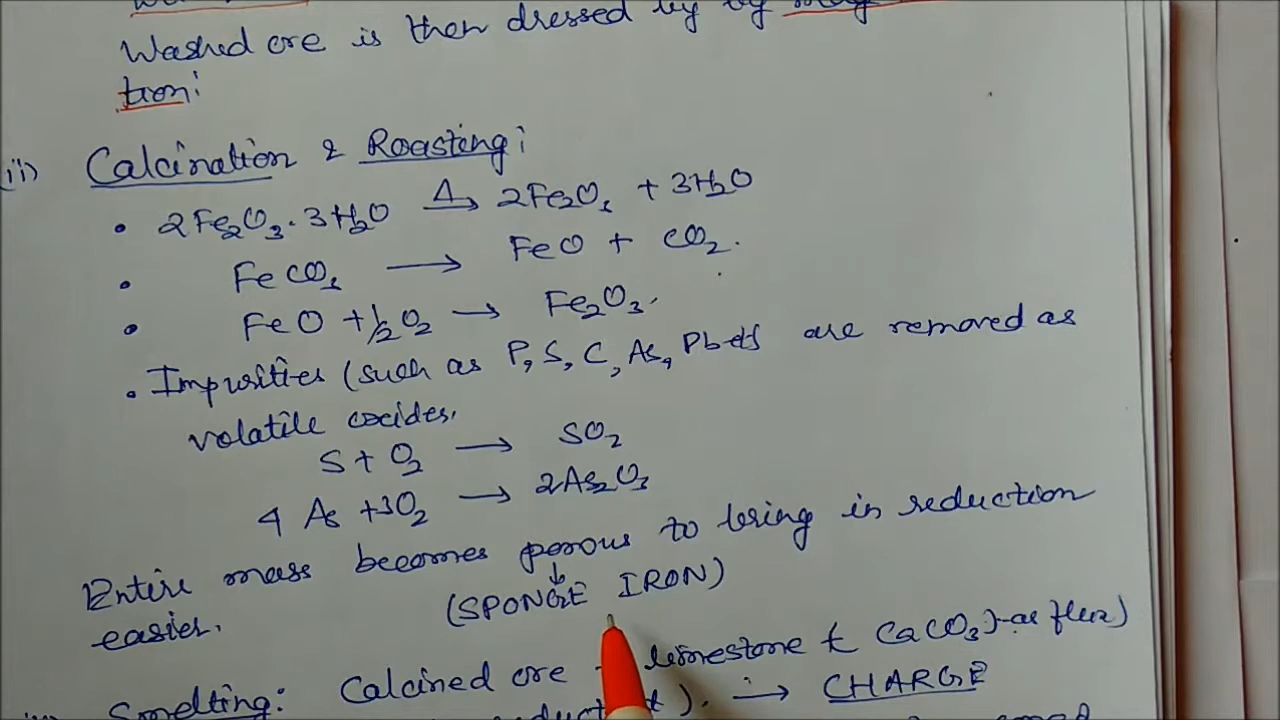 Washed ore is then dressed by by mag
tion:
(ii) Calcination & Roasting:
• 2Fe₂O₃·3H₂O —Δ→ 2Fe₂O₃ + 3H₂O
• FeCO₃ → FeO + CO₂.
• FeO + ½O₂ → Fe₂O₃.
• Impurities (such as P, S, C, As, Pb etc are removed as
volatile oxides.
S + O₂ → SO₂
4 As + 3O₂ → 2As₂O₃
Entire mass becomes porous to bring in reduction
easier. (SPONGE IRON)
Smelting: Calcined ore limestone (CaCO₃)-as flux)
). → CHARGE